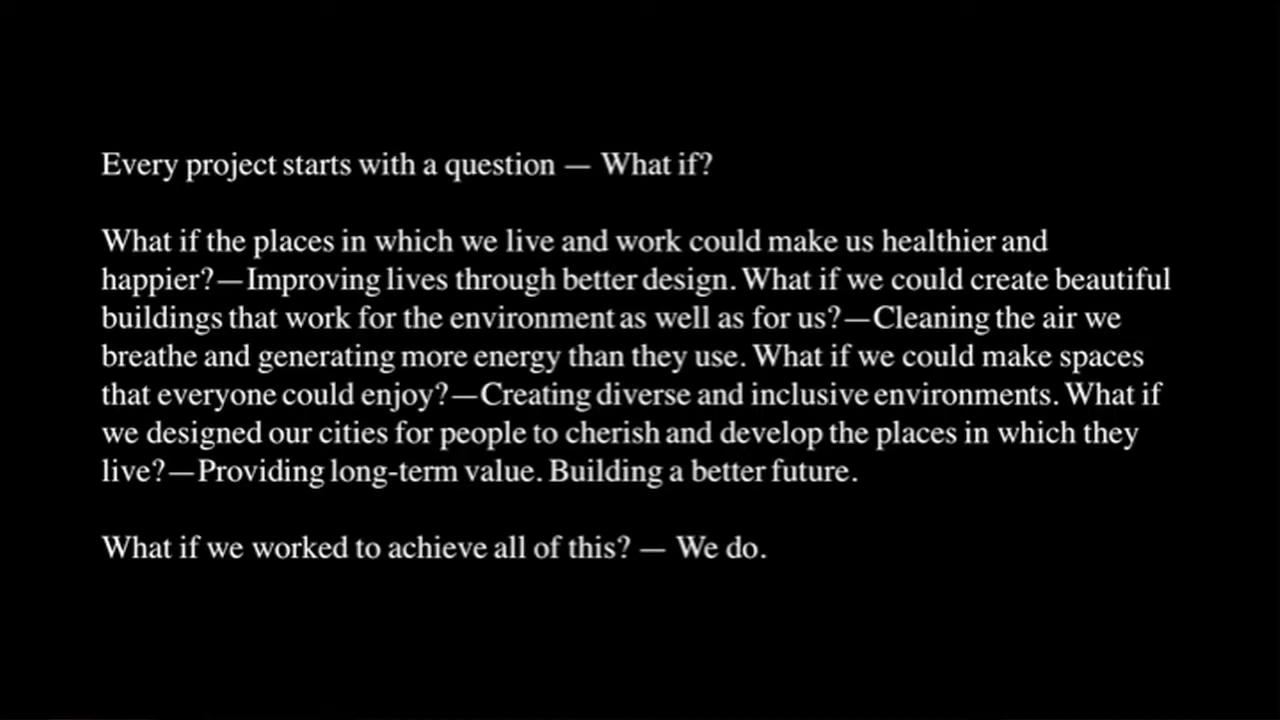 Every project starts with a question — What if?
What if the places in which we live and work could make us healthier and
happier?—Improving lives through better design. What if we could create beautiful
buildings that work for the environment as well as for us?—Cleaning the air we
breathe and generating more energy than they use. What if we could make spaces
that everyone could enjoy?—Creating diverse and inclusive environments. What if
we designed our cities for people to cherish and develop the places in which they
live?—Providing long-term value. Building a better future.
What if we worked to achieve all of this? — We do.